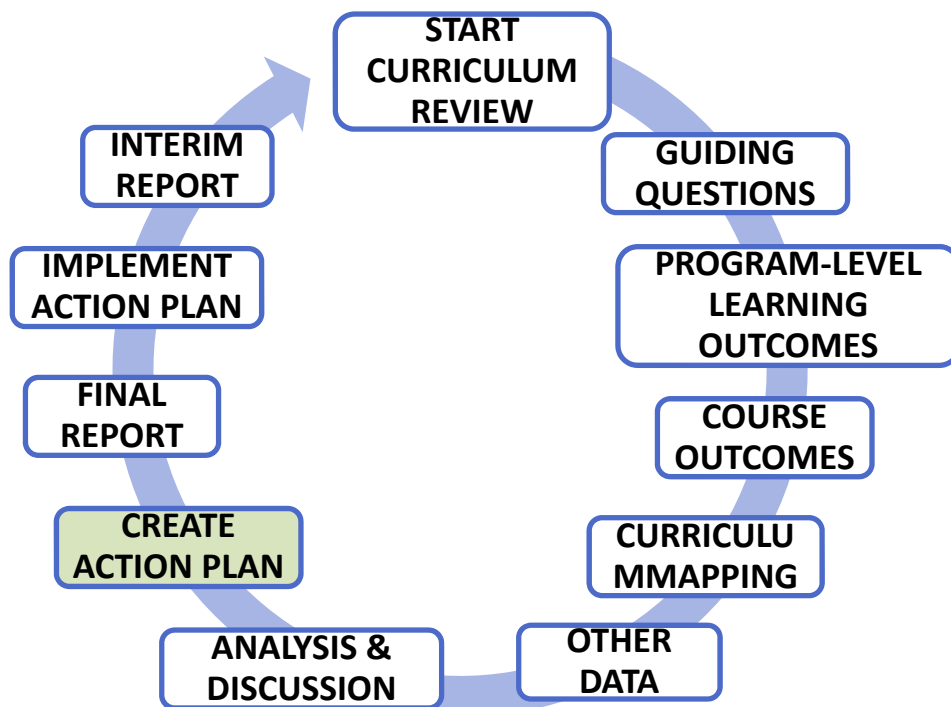 START
CURRICULUM
REVIEW
GUIDING
QUESTIONS
PROGRAM-LEVEL
LEARNING
OUTCOMES
COURSE
OUTCOMES
CURRICULU
MMAPPING
OTHER
DATA
ANALYSIS &
DISCUSSION
CREATE
ACTION PLAN
FINAL
REPORT
IMPLEMENT
ACTION PLAN
INTERIM
REPORT